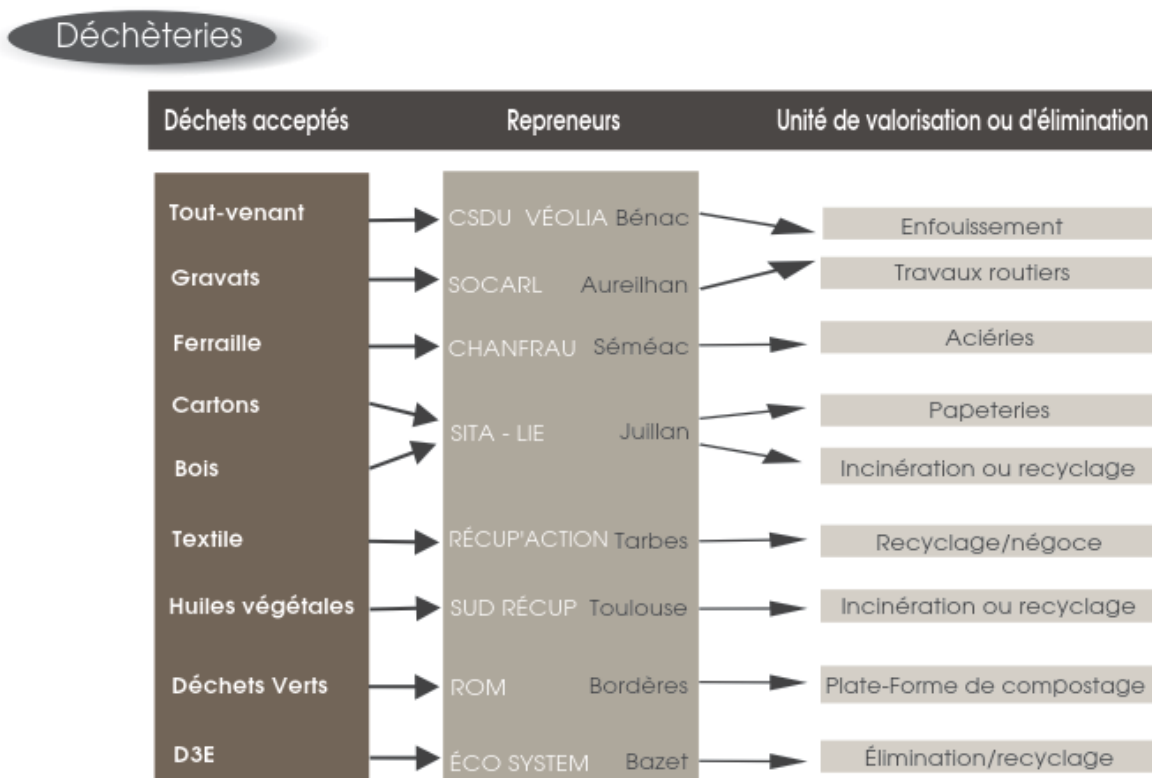 Déchèteries
Déchets acceptés Repreneurs Unité de valorisation ou d'élimination
Tout-venant CSDU VÉOLIA Bénac Enfouissement
Gravats SOCARL Aureilhan Travaux routiers
Ferraille CHANFRAU Séméac Aciéries
Cartons Papeteries
SITA - LIE Juillan
Bois Incinération ou recyclage
Textile RÉCUP'ACTION Tarbes Recyclage/négoce
Huiles végétales SUD RÉCUP Toulouse Incinération ou recyclage
Déchets Verts ROM Bordères Plate-Forme de compostage
D3E ÉCO SYSTEM Bazet Élimination/recyclage